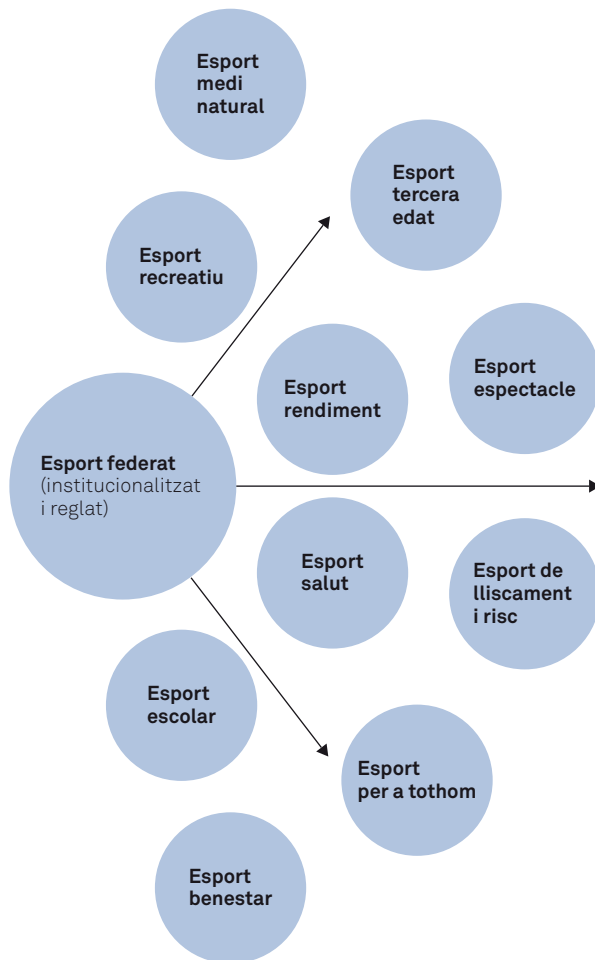 Esport
medi
natural
Esport
tercera
edat
Esport
recreatiu
Esport
rendiment
Esport
espectacle
Esport federat
(institucionalitzat
i reglat)
Esport
salut
Esport de
lliscament
i risc
Esport
escolar
Esport
per a tothom
Esport
benestar